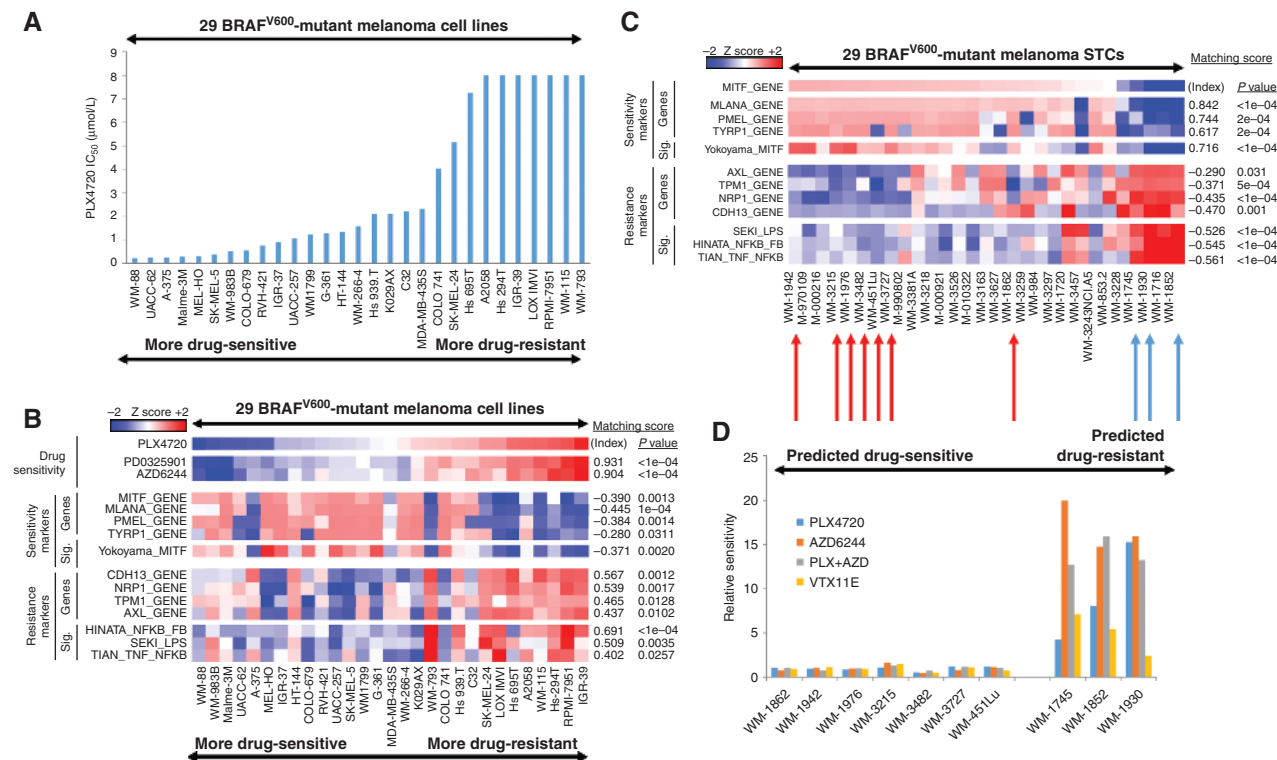 A
29 BRAFV600-mutant melanoma cell lines
PLX4720 IC50 (μmol/L)
9
8
7
6
5
4
3
2
1
0
WM-88
UACC-62
A-375
Malme-3M
MEL-HO
SK-MEL-5
WM-983B
COLO-679
RVH-421
IGR-37
UACC-257
WM1799
G-361
HT-144
WM-266-4
Hs 939.T
K029AX
C32
MDA-MB-435S
COLO 741
SK-MEL-24
Hs 695T
A2058
Hs 294T
IGR-39
LOX IMVI
RPMI-7951
WM-115
WM-793
More drug-sensitive
More drug-resistant
B
−2 Z score +2
29 BRAFV600-mutant melanoma cell lines
Matching score
Drug sensitivity
PLX4720 (Index) P value
PD0325901 0.931 <1e−04
AZD6244 0.904 <1e−04
Sensitivity markers
Genes
MITF_GENE −0.390 0.0013
MLANA_GENE −0.445 1e−04
PMEL_GENE −0.384 0.0014
TYRP1_GENE −0.280 0.0311
Sig.
Yokoyama_MITF −0.371 0.0020
Resistance markers
Genes
CDH13_GENE 0.567 0.0012
NRP1_GENE 0.539 0.0017
TPM1_GENE 0.465 0.0128
AXL_GENE 0.437 0.0102
Sig.
HINATA_NFKB_FB 0.691 <1e−04
SEKI_LPS 0.509 0.0035
TIAN_TNF_NFKB 0.402 0.0257
WM-88
WM-983B
Malme-3M
UACC-62
A-375
MEL-HO
IGR-37
HT-144
COLO-679
RVH-421
UACC-257
SK-MEL-5
WM1799
G-361
MDA-MB-435S
WM-266-4
K029AX
WM-793
COLO 741
Hs 939.T
C32
SK-MEL-24
LOX IMVI
Hs 695T
A2058
WM-115
Hs-294T
RPMI-7951
IGR-39
More drug-sensitive
More drug-resistant
C
−2 Z score +2
29 BRAFV600-mutant melanoma STCs
Matching score
Sensitivity markers
MITF_GENE (Index) P value
Genes
MLANA_GENE 0.842 <1e−04
PMEL_GENE 0.744 2e−04
TYRP1_GENE 0.617 2e−04
Sig.
Yokoyama_MITF 0.716 <1e−04
Resistance markers
Genes
AXL_GENE −0.290 0.031
TPM1_GENE −0.371 5e−04
NRP1_GENE −0.435 <1e−04
CDH13_GENE −0.470 0.001
Sig.
SEKI_LPS −0.526 <1e−04
HINATA_NFKB_FB −0.545 <1e−04
TIAN_TNF_NFKB −0.561 <1e−04
WM-1942
M-970109
M-000216
WM-3215
WM-1976
WM-3482
WM-451Lu
WM-3727
M-990802
WM-3381A
WM-3218
M-000921
WM-3526
M-010322
WM-3163
WM-3623
WM-1862
WM-3259
WM-984
WM-3297
WM-1720
WM-3457
WM-3243NCIA5
WM-853.2
WM-3228
WM-1745
WM-1930
WM-1716
WM-1852
D
Predicted drug-sensitive
Predicted drug-resistant
Relative sensitivity
25
20
15
10
5
0
PLX4720
AZD6244
PLX+AZD
VTX11E
WM-1862
WM-1942
WM-1976
WM-3215
WM-3482
WM-3727
WM-451Lu
WM-1745
WM-1852
WM-1930